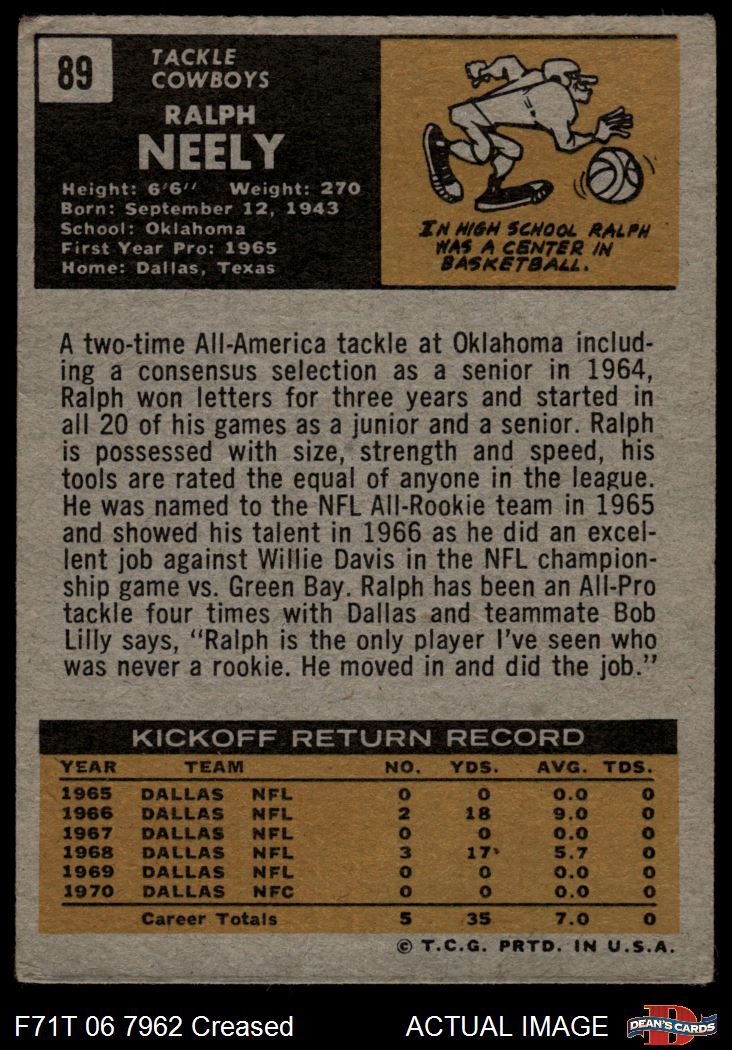 89
TACKLE
COWBOYS
RALPH
NEELY
Height: 6'6" Weight: 270
Born: September 12, 1943
School: Oklahoma
First Year Pro: 1965
Home: Dallas, Texas
IN HIGH SCHOOL RALPH
WAS A CENTER IN
BASKETBALL.
A two-time All-America tackle at Oklahoma includ-
ing a consensus selection as a senior in 1964,
Ralph won letters for three years and started in
all 20 of his games as a junior and a senior. Ralph
is possessed with size, strength and speed, his
tools are rated the equal of anyone in the league.
He was named to the NFL All-Rookie team in 1965
and showed his talent in 1966 as he did an excel-
lent job against Willie Davis in the NFL champion-
ship game vs. Green Bay. Ralph has been an All-Pro
tackle four times with Dallas and teammate Bob
Lilly says, "Ralph is the only player I've seen who
was never a rookie. He moved in and did the job."
KICKOFF RETURN RECORD
YEAR TEAM NO. YDS. AVG. TDS.
1965 DALLAS NFL 0 0 0.0 0
1966 DALLAS NFL 2 18 9.0 0
1967 DALLAS NFL 0 0 0.0 0
1968 DALLAS NFL 3 17 5.7 0
1969 DALLAS NFL 0 0 0.0 0
1970 DALLAS NFC 0 0 0.0 0
Career Totals 5 35 7.0 0
© T.C.G. PRTD. IN U.S.A.
F71T 06 7962 Creased ACTUAL IMAGE
D
DEAN'S CARDS